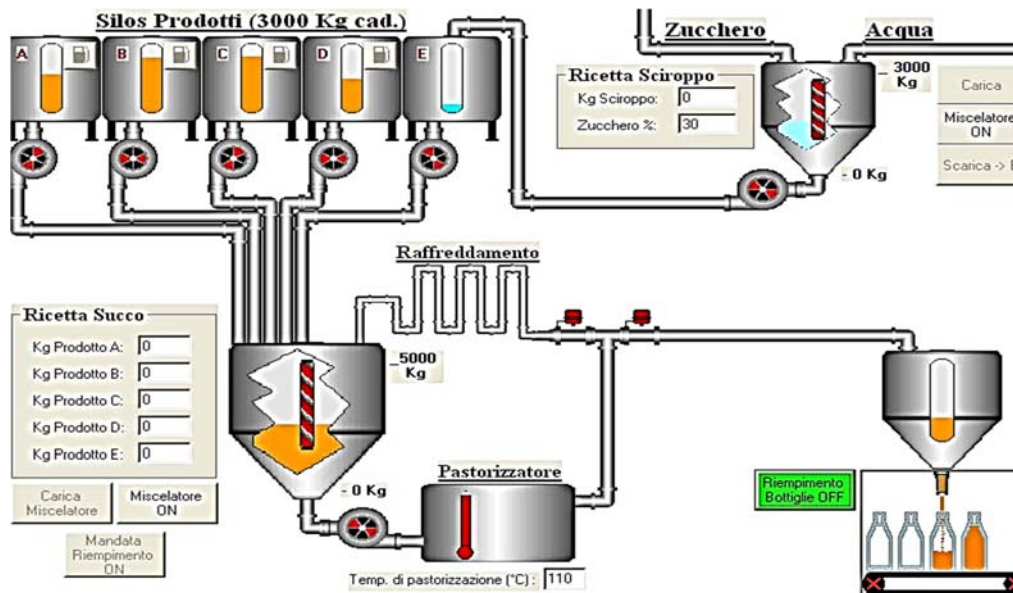 Silos Prodotti (3000 Kg cad.)
A
B
C
D
E
Zucchero
Acqua
Ricetta Sciroppo
Kg Sciroppo: 0
Zucchero %: 30
3000
Kg
- 0 Kg
Carica
Miscelatore
ON
Scarica -> E
Raffreddamento
Ricetta Succo
Kg Prodotto A: 0
Kg Prodotto B: 0
Kg Prodotto C: 0
Kg Prodotto D: 0
Kg Prodotto E: 0
5000
Kg
- 0 Kg
Carica
Miscelatore
Miscelatore
ON
Mandata
Riempimento
ON
Pastorizzatore
Temp. di pastorizzazione (°C) : 110
Riempimento
Bottiglie OFF